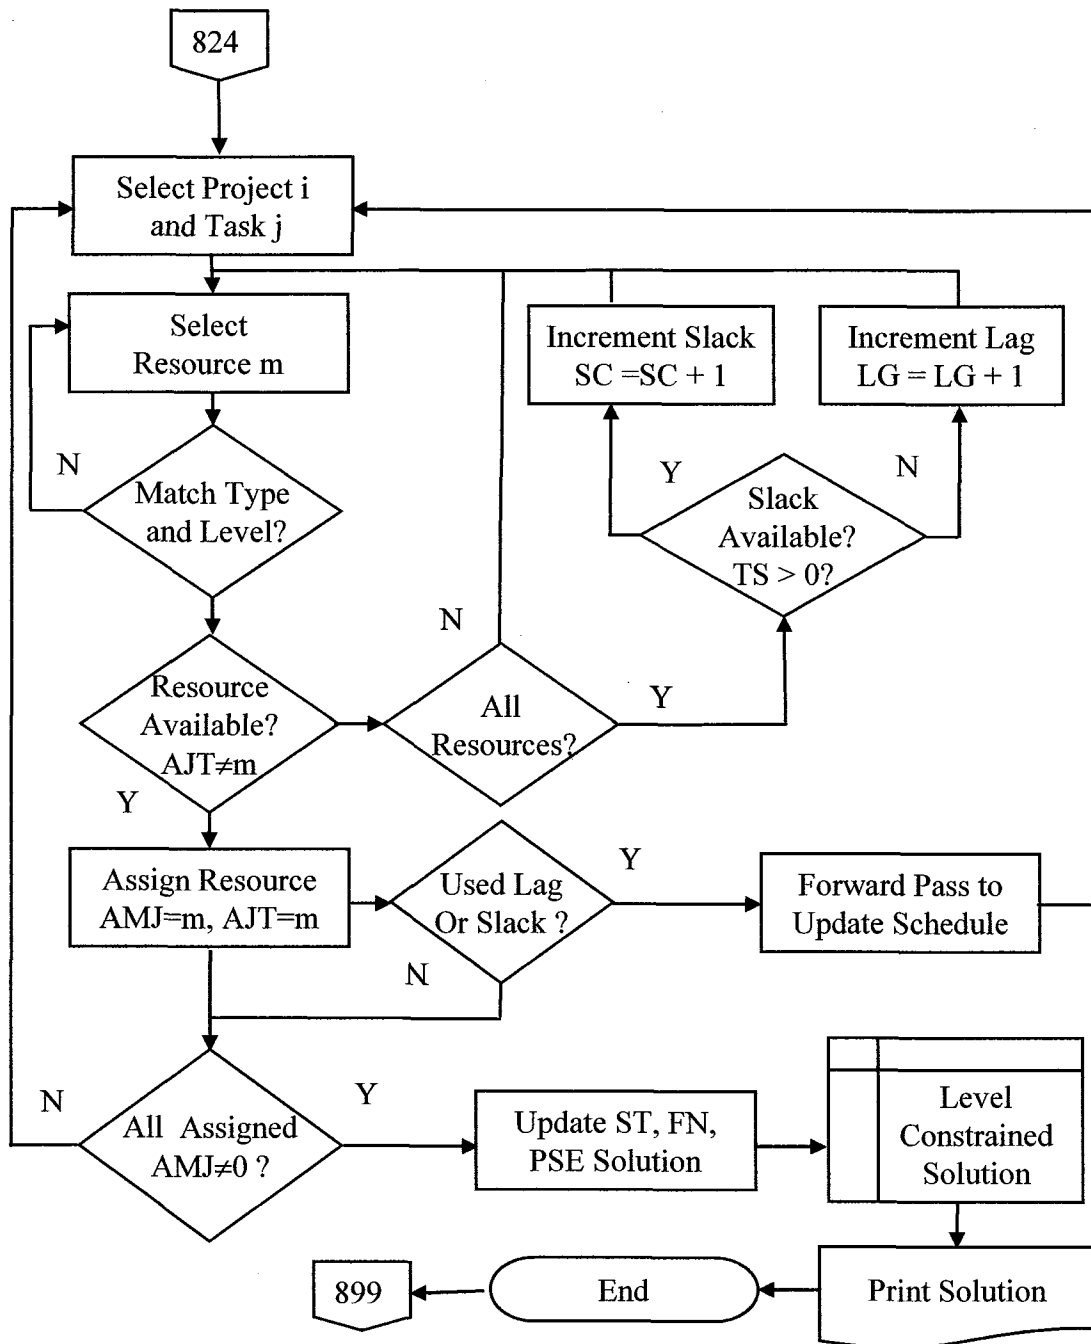 824
Select Project i
and Task j
Select
Resource m
Increment Slack
SC =SC + 1
Increment Lag
LG = LG + 1
N
Match Type
and Level?
Y
N
Slack
Available?
TS > 0?
N
Resource
Available?
AJT≠m
All
Resources?
Y
Y
Assign Resource
AMJ=m, AJT=m
Used Lag
Or Slack ?
Y
Forward Pass to
Update Schedule
N
N
All Assigned
AMJ≠0 ?
Y
Update ST, FN,
PSE Solution
Level
Constrained
Solution
899
End
Print Solution